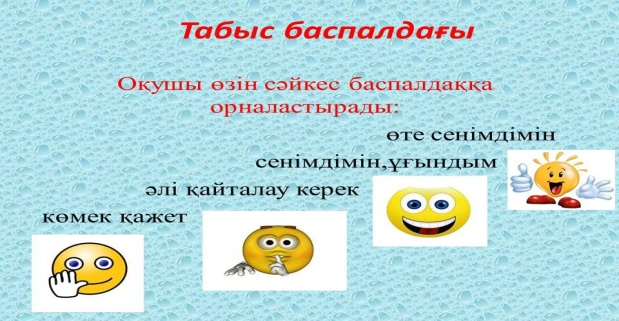 Табыс баспалдағы
Оқушы өзін сәйкес баспалдаққа
орналастырады:
өте сенімдімін
сенімдімін,ұғындым
әлі қайталау керек
көмек қажет